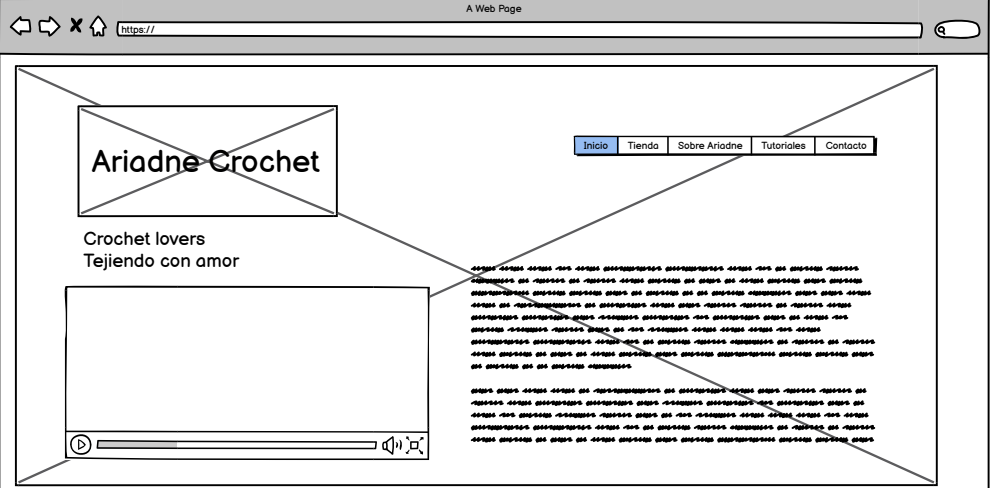 A Web Page
https://
Ariadne Crochet
Inicio Tienda Sobre Ariadne Tutoriales Contacto
Crochet lovers
Tejiendo con amor